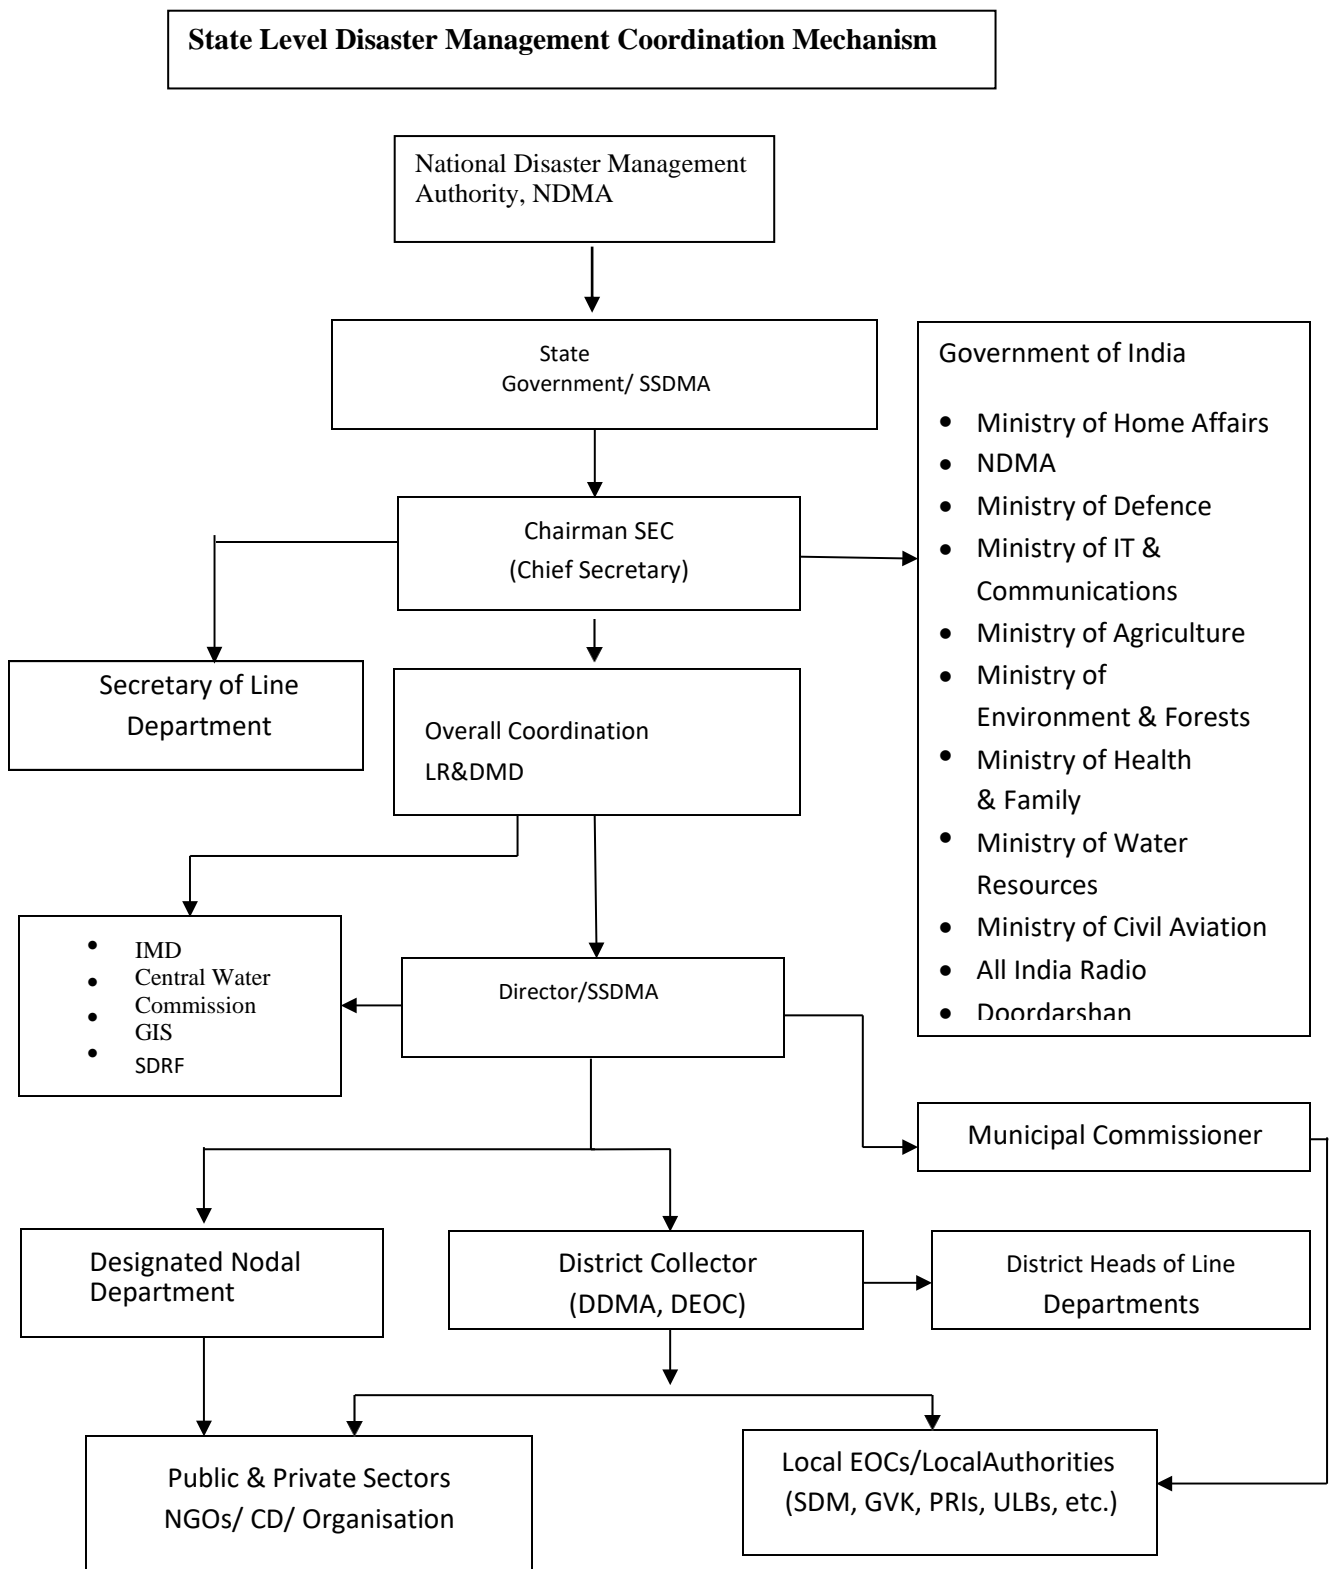 State Level Disaster Management Coordination Mechanism
National Disaster Management
Authority, NDMA
State
Government/ SSDMA
Government of India
• Ministry of Home Affairs
• NDMA
• Ministry of Defence
• Ministry of IT &
Communications
• Ministry of Agriculture
• Ministry of
Environment & Forests
• Ministry of Health
& Family
• Ministry of Water
Resources
• Ministry of Civil Aviation
• All India Radio
• Doordarshan
Chairman SEC
(Chief Secretary)
Secretary of Line
Department
Overall Coordination
LR&DMD
• IMD
• Central Water
Commission
• GIS
• SDRF
Director/SSDMA
Municipal Commissioner
Designated Nodal
Department
District Collector
(DDMA, DEOC)
District Heads of Line
Departments
Public & Private Sectors
NGOs/ CD/ Organisation
Local EOCs/LocalAuthorities
(SDM, GVK, PRIs, ULBs, etc.)